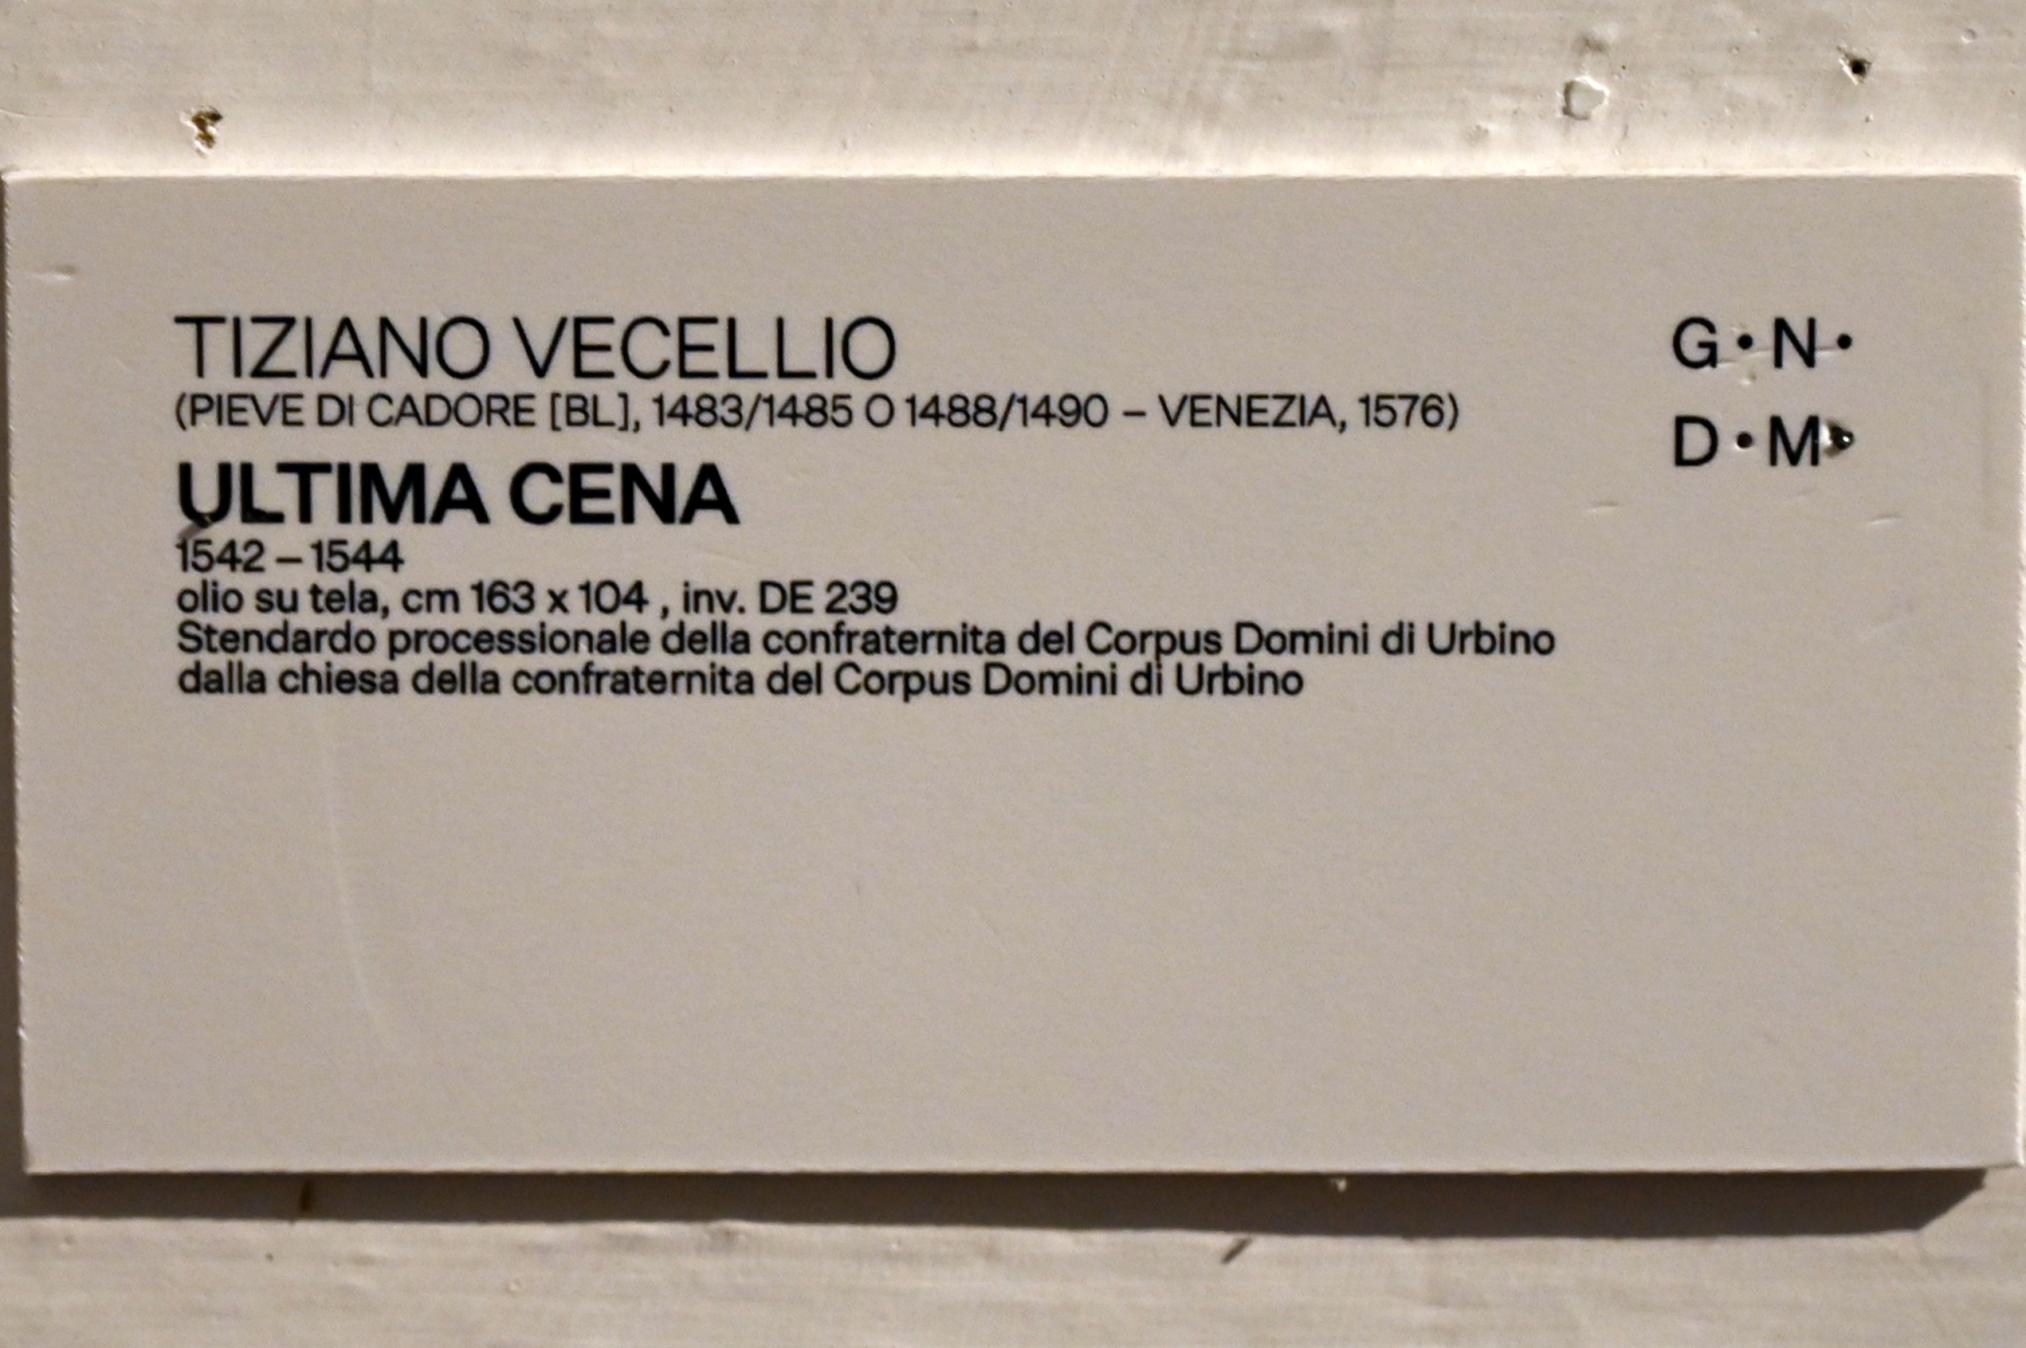 TIZIANO VECELLIO
(PIEVE DI CADORE [BL], 1483/1485 O 1488/1490 – VENEZIA, 1576)
ULTIMA CENA
1542 – 1544
olio su tela, cm 163 x 104 , inv. DE 239
Stendardo processionale della confraternita del Corpus Domini di Urbino
dalla chiesa della confraternita del Corpus Domini di Urbino
G • N •
D • M •